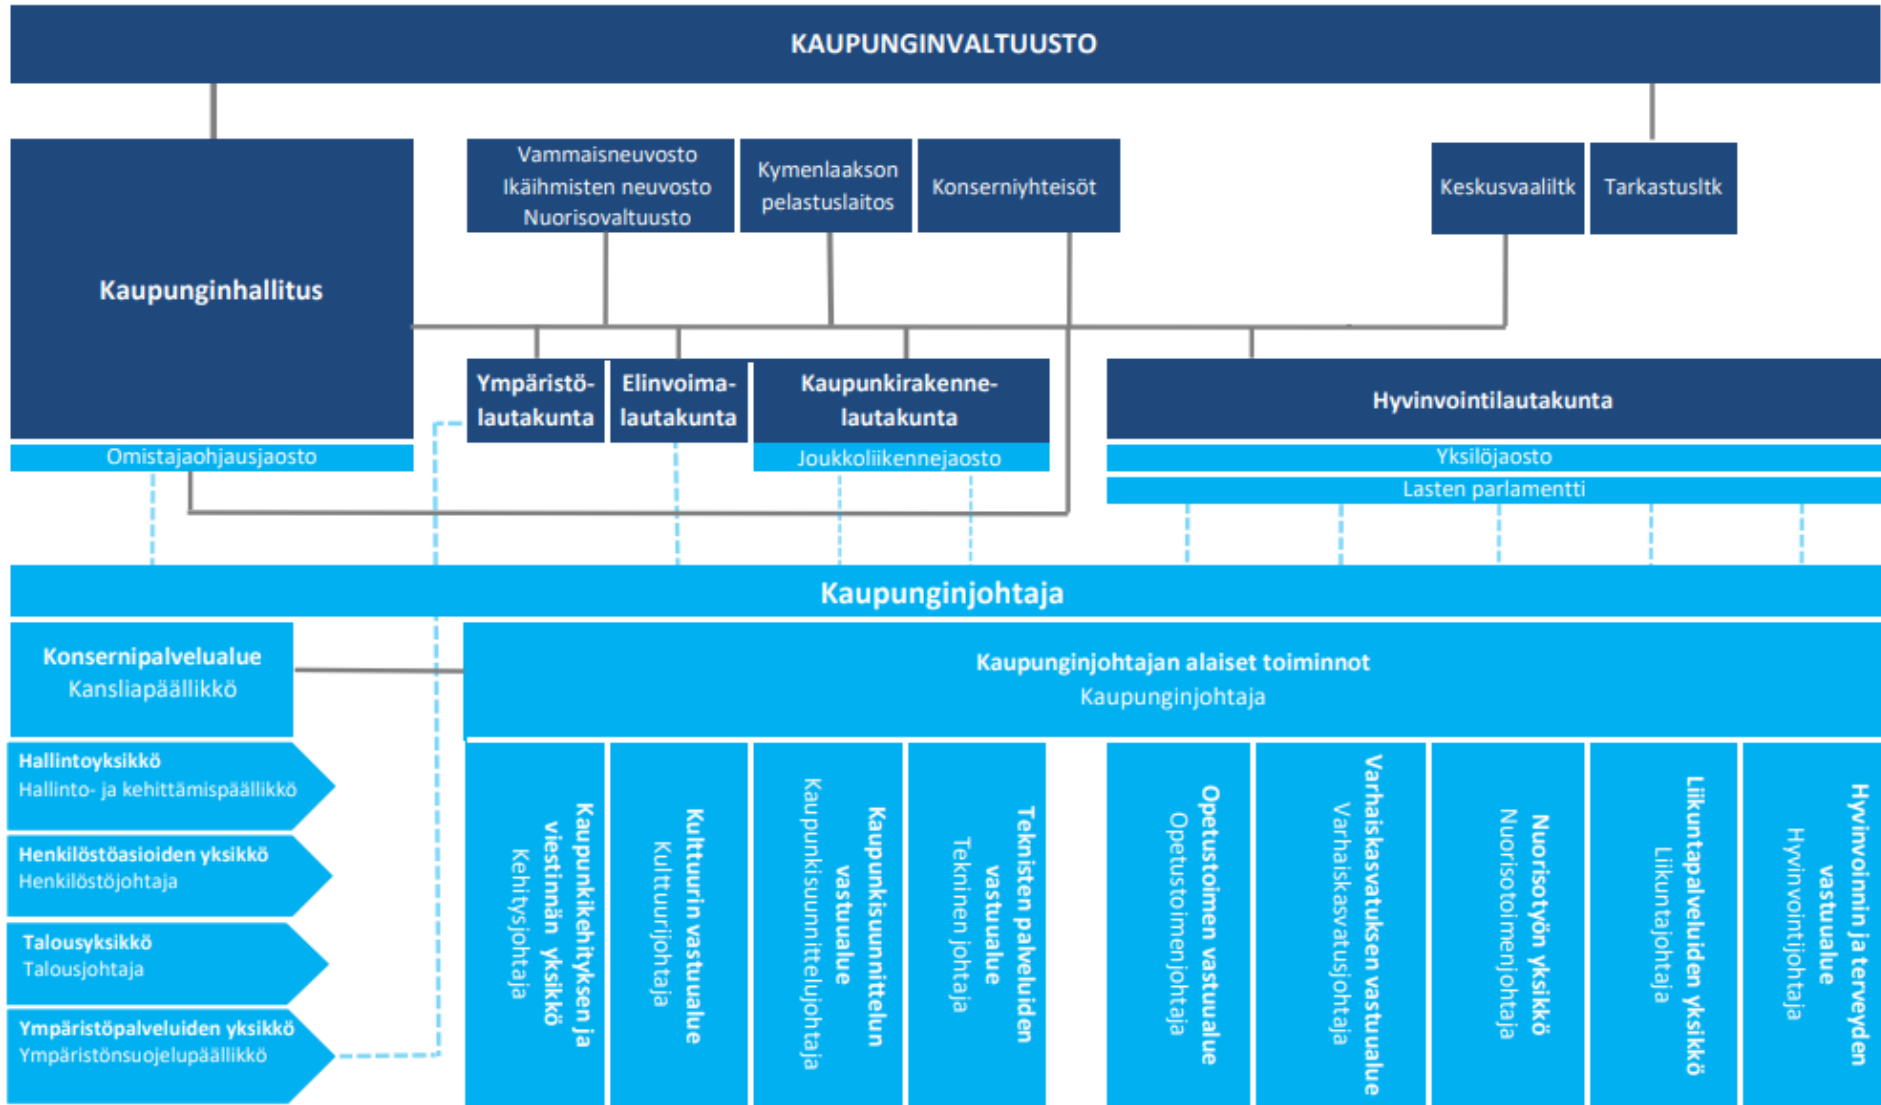 KAUPUNGINVALTUUSTO
Kaupunginhallitus
Omistajaohjausjaosto
Vammaisneuvosto
Ikäihmisten neuvosto
Nuorisovaltuusto
Kymenlaakson
pelastuslaitos
Konserniyhteisöt
Keskusvaaliltk
Tarkastusltk
Ympäristö-
lautakunta
Elinvoima-
lautakunta
Kaupunkirakenne-
lautakunta
Joukkoliikennejaosto
Hyvinvointilautakunta
Yksilöjaosto
Lasten parlamentti
Kaupunginjohtaja
Konsernipalvelualue
Kansliapäällikkö
Kaupunginjohtajan alaiset toiminnot
Kaupunginjohtaja
Hallintoyksikkö
Hallinto- ja kehittämispäällikkö
Henkilöstöasioiden yksikkö
Henkilöstöjohtaja
Talousyksikkö
Talousjohtaja
Ympäristöpalveluiden yksikkö
Ympäristönsuojelupäällikkö
Kaupunkikehityksen ja
viestinnän yksikkö
Kehitysjohtaja
Kulttuurin vastuualue
Kulttuurijohtaja
Kaupunkisuunnittelun
vastuualue
Kaupunkisuunnittelujohtaja
Teknisten palveluiden
vastuualue
Tekninen johtaja
Opetustoimen vastuualue
Opetustoimenjohtaja
Varhaiskasvatuksen vastuualue
Varhaiskasvatusjohtaja
Nuorisotyön yksikkö
Nuorisotoimenjohtaja
Liikuntapalveluiden yksikkö
Liikuntajohtaja
Hyvinvoinnin ja terveyden
vastuualue
Hyvinvointijohtaja